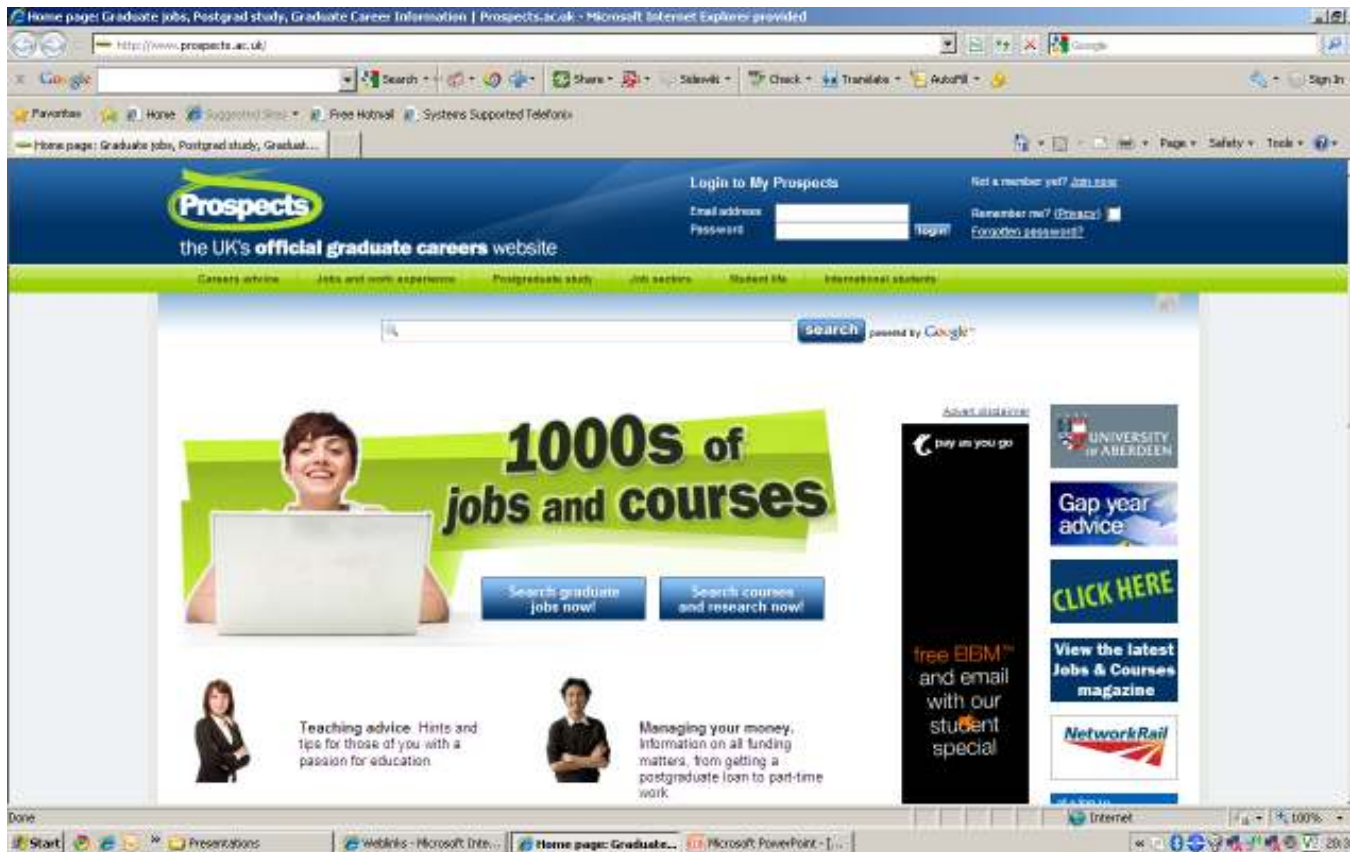 Home page: Graduate jobs, Postgrad study, Graduate Career Information | Prospects.ac.uk - Microsoft Internet Explorer provided
http://www.prospects.ac.uk/
Google
Google Search Share Sidewiki Check Translate AutoFill Sign In
Favorites Home Suggested Sites Free Hotmail Systems Supported Telefonica
Home page: Graduate jobs, Postgrad study, Graduat... Page Safety Tools
Prospects
the UK's official graduate careers website
Login to My Prospects
Email address
Password
login
Not a member yet? Join now
Remember me? (Privacy)
Forgotten password?
Careers advice Jobs and work experience Postgraduate study Job sectors Student life International students
search powered by Google™
1000s of
jobs and courses
Search graduate
jobs now!
Search courses
and research now!
Advert disclaimer
pay as you go
free BBM™
and email
with our
student
special
UNIVERSITY
OF ABERDEEN
Gap year
advice
CLICK HERE
View the latest
Jobs & Courses
magazine
NetworkRail
Teaching advice. Hints and
tips for those of you with a
passion for education
Managing your money.
Information on all funding
matters, from getting a
postgraduate loan to part-time
work
Done Internet 100%
Start Presentations Weblinks - Microsoft Inte... Home page: Graduate... Microsoft PowerPoint - [...